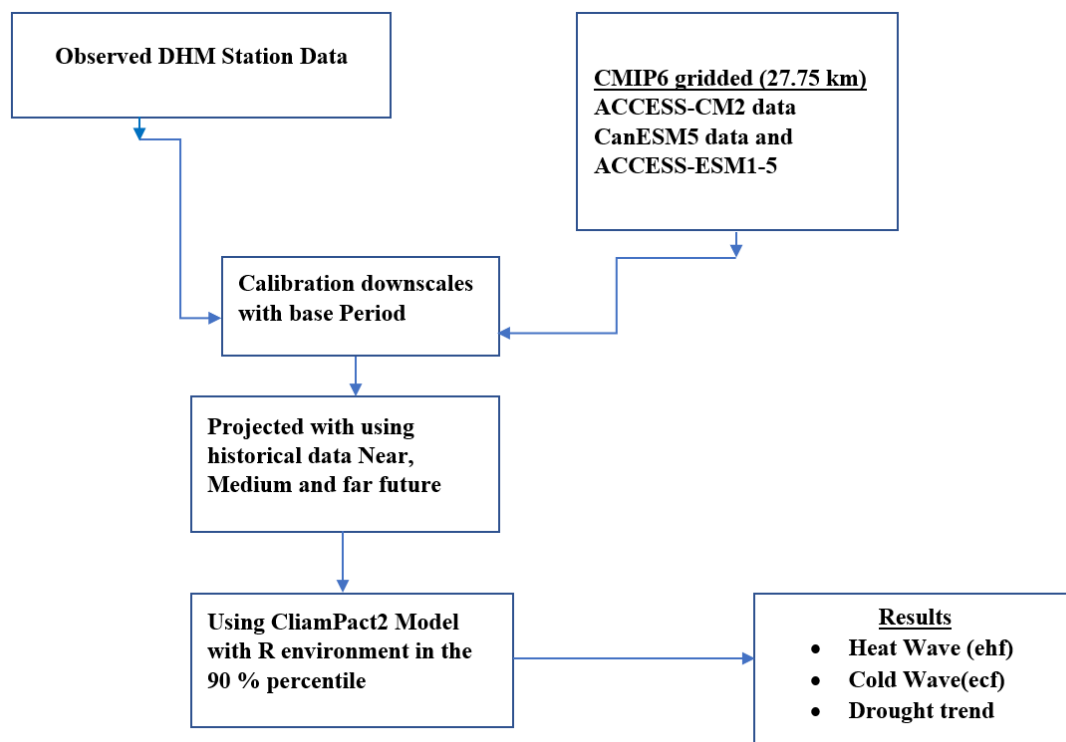 Observed DHM Station Data
CMIP6 gridded (27.75 km)
ACCESS-CM2 data
CanESM5 data and
ACCESS-ESM1-5
Calibration downscales
with base Period
Projected with using
historical data Near,
Medium and far future
Using CliamPact2 Model
with R environment in the
90 % percentile
Results
• Heat Wave (ehf)
• Cold Wave(ecf)
• Drought trend